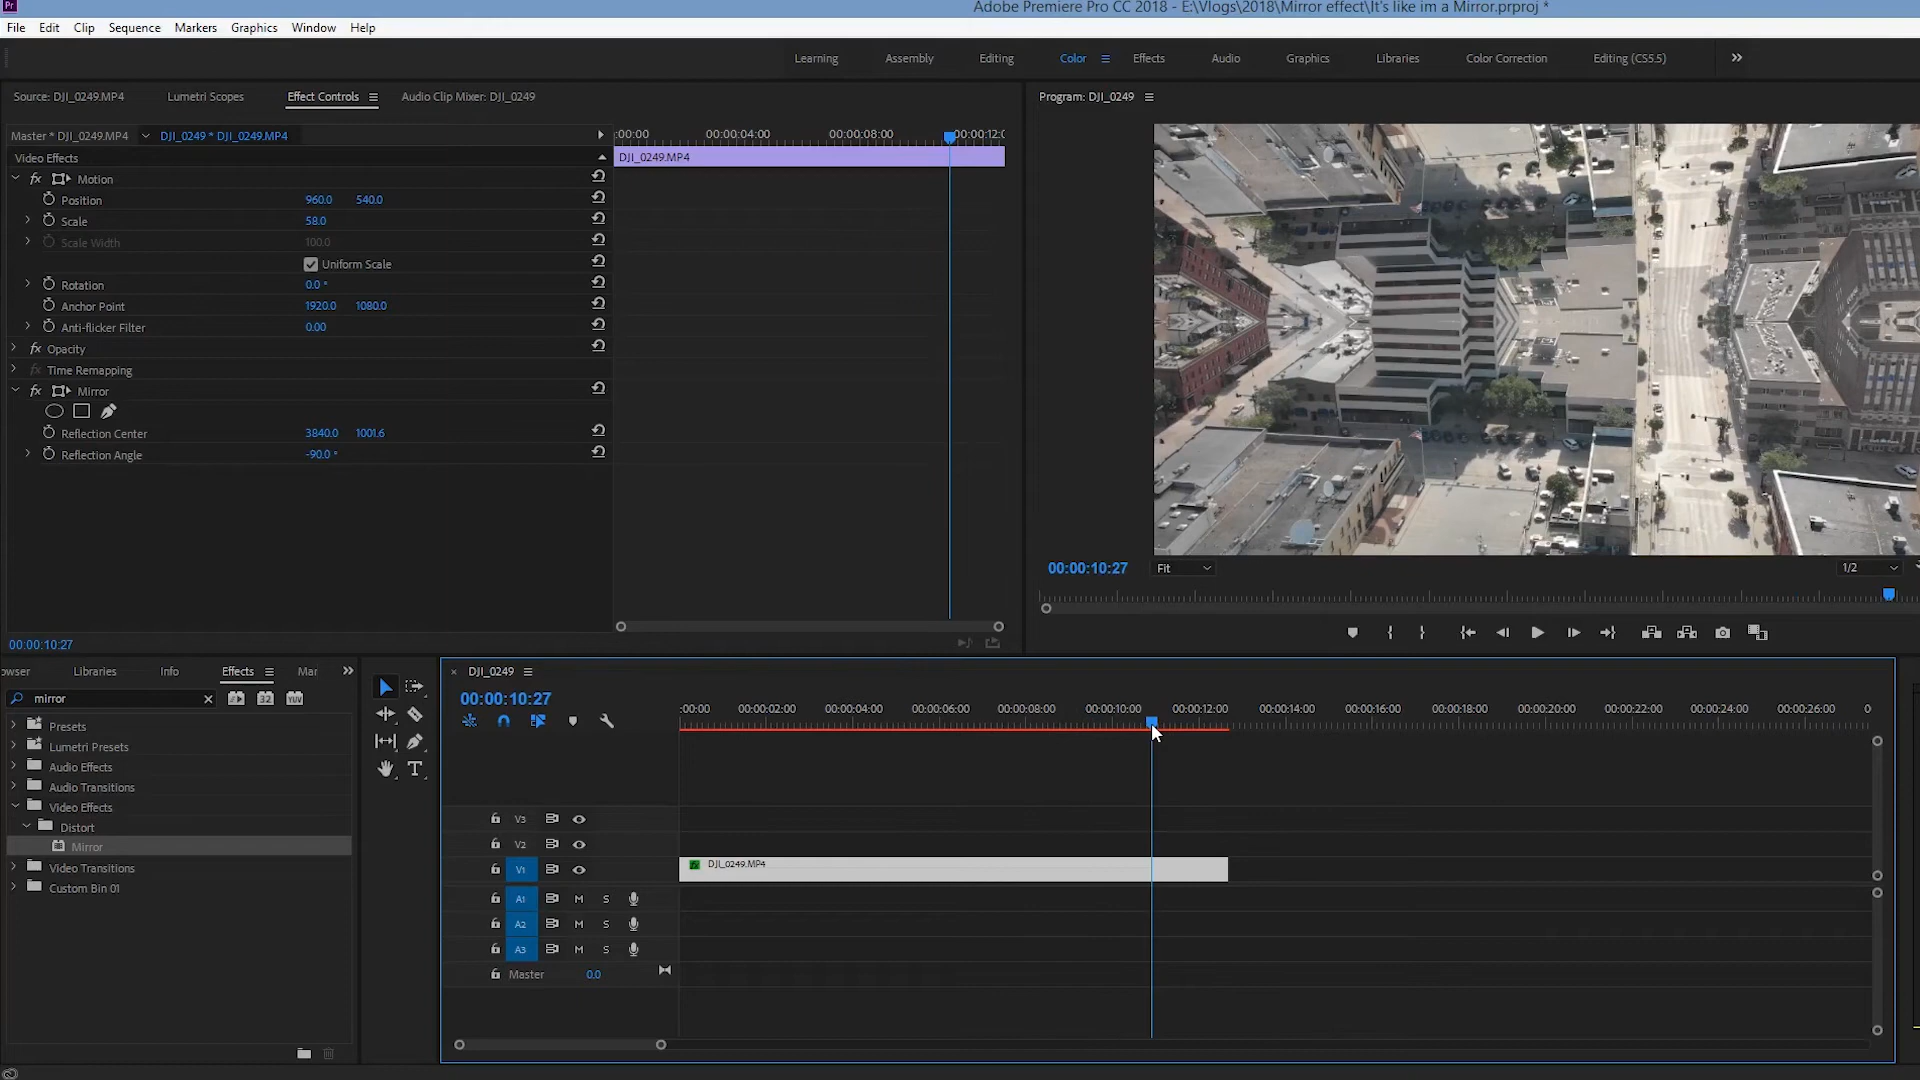 Pr
Adobe Premiere Pro CC 2018 - E:\Vlogs\2018\Mirror effect\It's like im a Mirror.prproj *
File Edit Clip Sequence Markers Graphics Window Help
Learning Assembly Editing Color Effects Audio Graphics Libraries Color Correction Editing (CS5.5)
Source: DJI_0249.MP4 Lumetri Scopes Effect Controls Audio Clip Mixer: DJI_0249 Program: DJI_0249
Master * DJI_0249.MP4 DJI_0249 * DJI_0249.MP4 :00:00 00:00:04:00 00:00:08:00 00:00:12:0
Video Effects DJI_0249.MP4
fx Motion
Position 960.0 540.0
Scale 58.0
Scale Width 100.0
Uniform Scale
Rotation 0.0 °
Anchor Point 1920.0 1080.0
Anti-flicker Filter 0.00
fx Opacity
fx Time Remapping
fx Mirror
Reflection Center 3840.0 1001.6
Reflection Angle -90.0 °
00:00:10:27 Fit 1/2
00:00:10:27
owser Libraries Info Effects Mar
mirror 32 YUV
Presets
Lumetri Presets
Audio Effects
Audio Transitions
Video Effects
Distort
Mirror
Video Transitions
Custom Bin 01
T
× DJI_0249
00:00:10:27
:00:00 00:00:02:00 00:00:04:00 00:00:06:00 00:00:08:00 00:00:10:00 00:00:12:00 00:00:14:00 00:00:16:00 00:00:18:00 00:00:20:00 00:00:22:00 00:00:24:00 00:00:26:00 0
V3
V2
V1 fx DJI_0249.MP4
A1 M S
A2 M S
A3 M S
Master 0.0